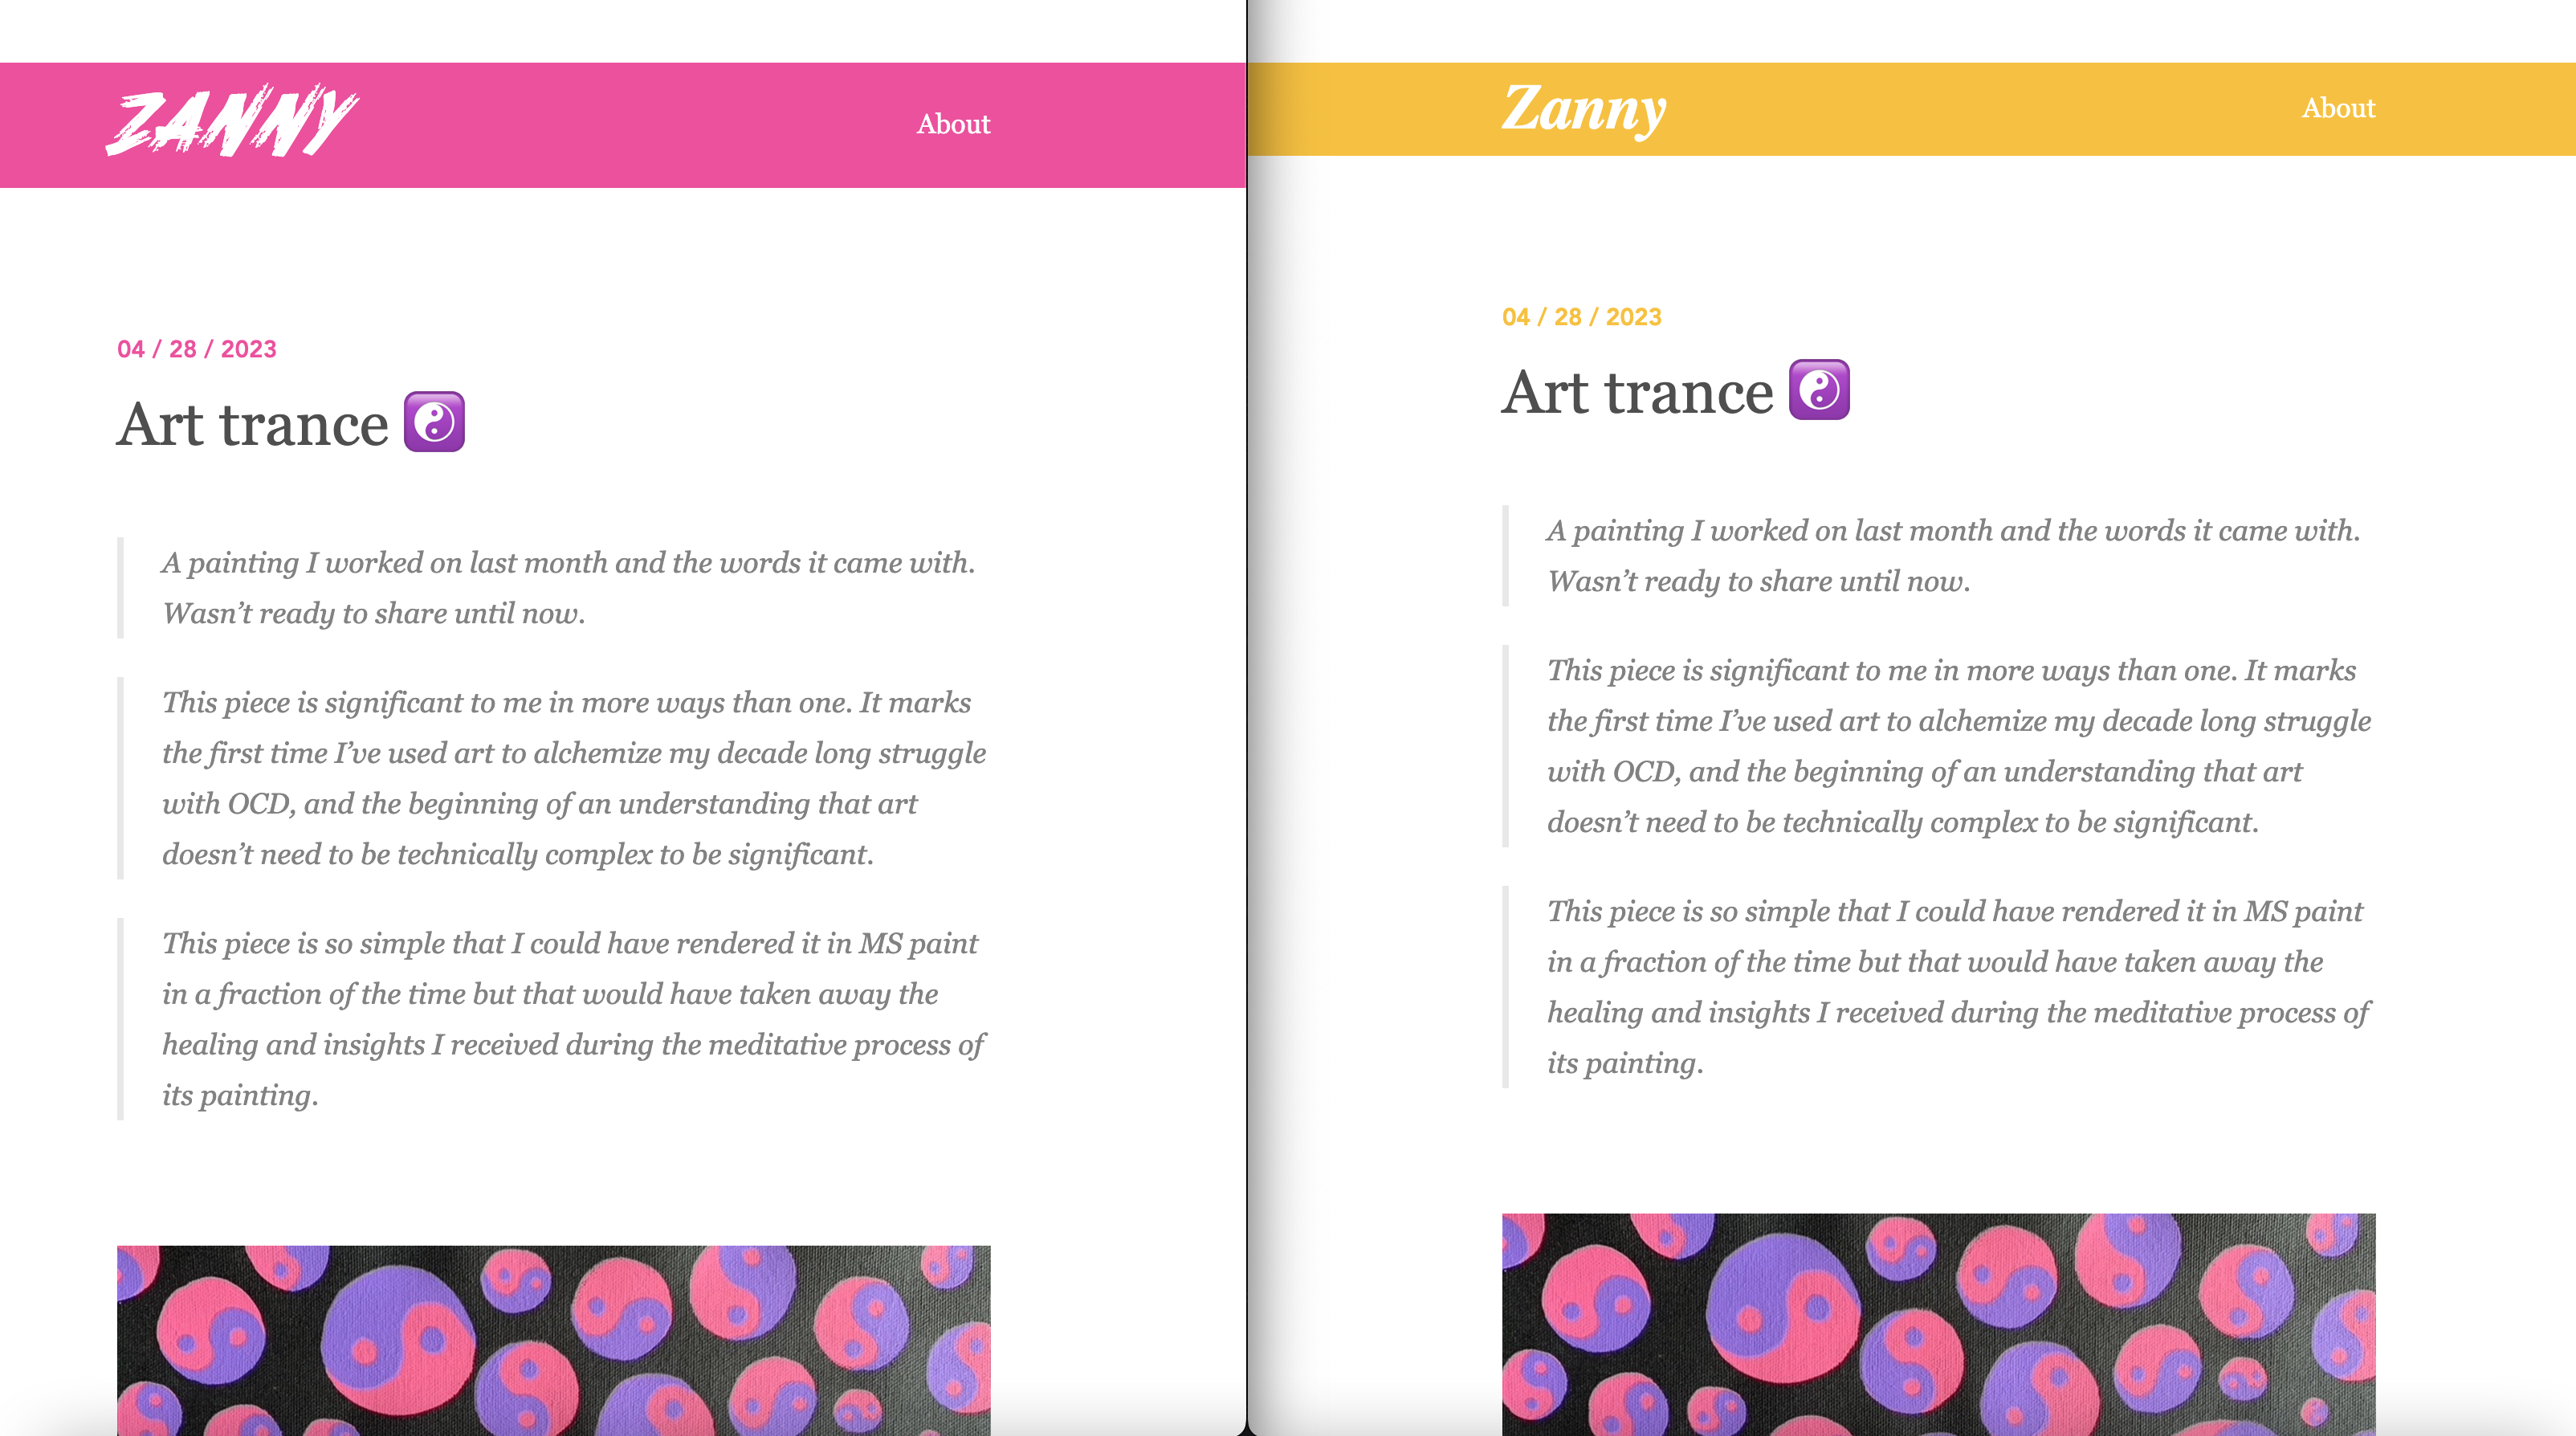 ZANNY
About
04 / 28 / 2023
Art trance ☯️
A painting I worked on last month and the words it came with.
Wasn’t ready to share until now.
This piece is significant to me in more ways than one. It marks
the first time I’ve used art to alchemize my decade long struggle
with OCD, and the beginning of an understanding that art
doesn’t need to be technically complex to be significant.
This piece is so simple that I could have rendered it in MS paint
in a fraction of the time but that would have taken away the
healing and insights I received during the meditative process of
its painting.
Zanny
About
04 / 28 / 2023
Art trance ☯️
A painting I worked on last month and the words it came with.
Wasn’t ready to share until now.
This piece is significant to me in more ways than one. It marks
the first time I’ve used art to alchemize my decade long struggle
with OCD, and the beginning of an understanding that art
doesn’t need to be technically complex to be significant.
This piece is so simple that I could have rendered it in MS paint
in a fraction of the time but that would have taken away the
healing and insights I received during the meditative process of
its painting.